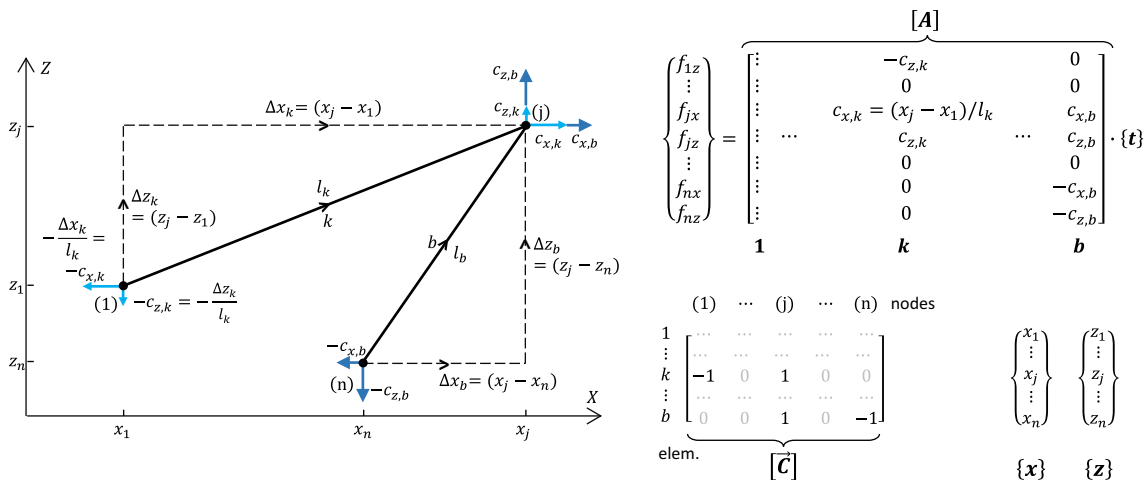 Z
z_j
Δx_k= (x_j − x_1)
c_{z,b}
c_{z,k} (j)
c_{x,k} c_{x,b}
Δz_k
= (z_j − z_1)
l_k
k
b l_b
Δz_b
= (z_j − z_n)
−Δx_k/l_k =
−c_{x,k}
z_1
(1) −c_{z,k} = −Δz_k/l_k
−c_{x,b}
z_n
(n) −c_{z,b}
Δx_b= (x_j − x_n)
X
x_1 x_n x_j
[A]
f_{1z} ⋮ −c_{z,k} 0
⋮ ⋮ 0 0
f_{jx} ⋮ c_{x,k} = (x_j − x_1)/l_k c_{x,b}
f_{jz} = ⋮ ⋯ c_{z,k} ⋯ c_{z,b} · {t}
⋮ ⋮ 0 0
f_{nx} ⋮ 0 −c_{x,b}
f_{nz} ⋮ 0 −c_{z,b}
1 k b
(1) ⋯ (j) ⋯ (n) nodes
1 ⋯ ⋯ ⋯ ⋯ ⋯
⋮ ⋯ ⋯ ⋯ ⋯ ⋯
k −1 0 1 0 0
⋮ ⋯ ⋯ ⋯ ⋯ ⋯
b 0 0 1 0 −1
elem.
[C⃗]
x_1 z_1
⋮ ⋮
x_j z_j
⋮ ⋮
x_n z_n
{x} {z}